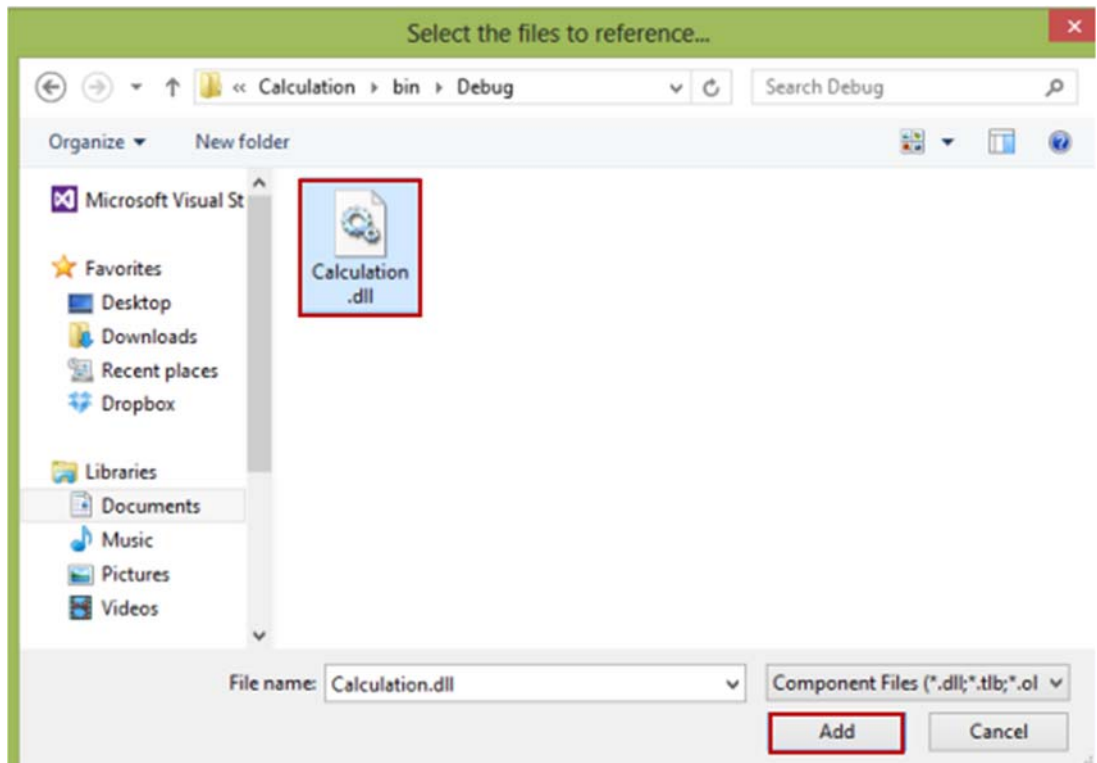 Select the files to reference...
« Calculation ▸ bin ▸ Debug
Search Debug
Organize
New folder
Microsoft Visual St
Favorites
Desktop
Downloads
Recent places
Dropbox
Libraries
Documents
Music
Pictures
Videos
Calculation
.dll
File name:
Calculation.dll
Component Files (*.dll;*.tlb;*.ol
Add
Cancel